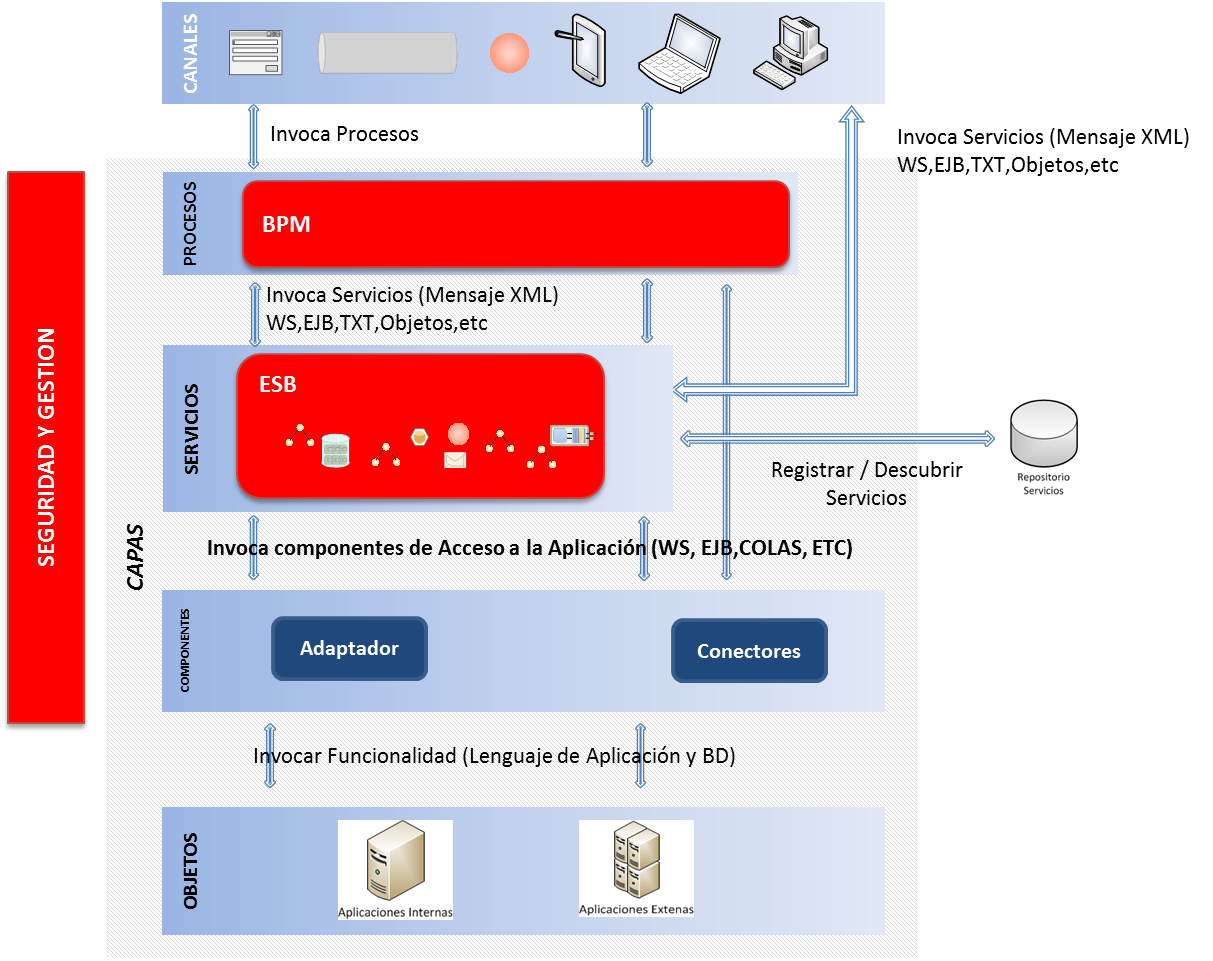 CANALES
Invoca Procesos
Invoca Servicios (Mensaje XML)
WS,EJB,TXT,Objetos,etc
PROCESOS
BPM
Invoca Servicios (Mensaje XML)
WS,EJB,TXT,Objetos,etc
SEGURIDAD Y GESTION
SERVICIOS
ESB
Registrar / Descubrir
Servicios
Repositorio
Servicios
CAPAS
Invoca componentes de Acceso a la Aplicación (WS, EJB,COLAS, ETC)
COMPONENTES
Adaptador
Conectores
Invocar Funcionalidad (Lenguaje de Aplicación y BD)
OBJETOS
Aplicaciones Internas
Aplicaciones Extenas